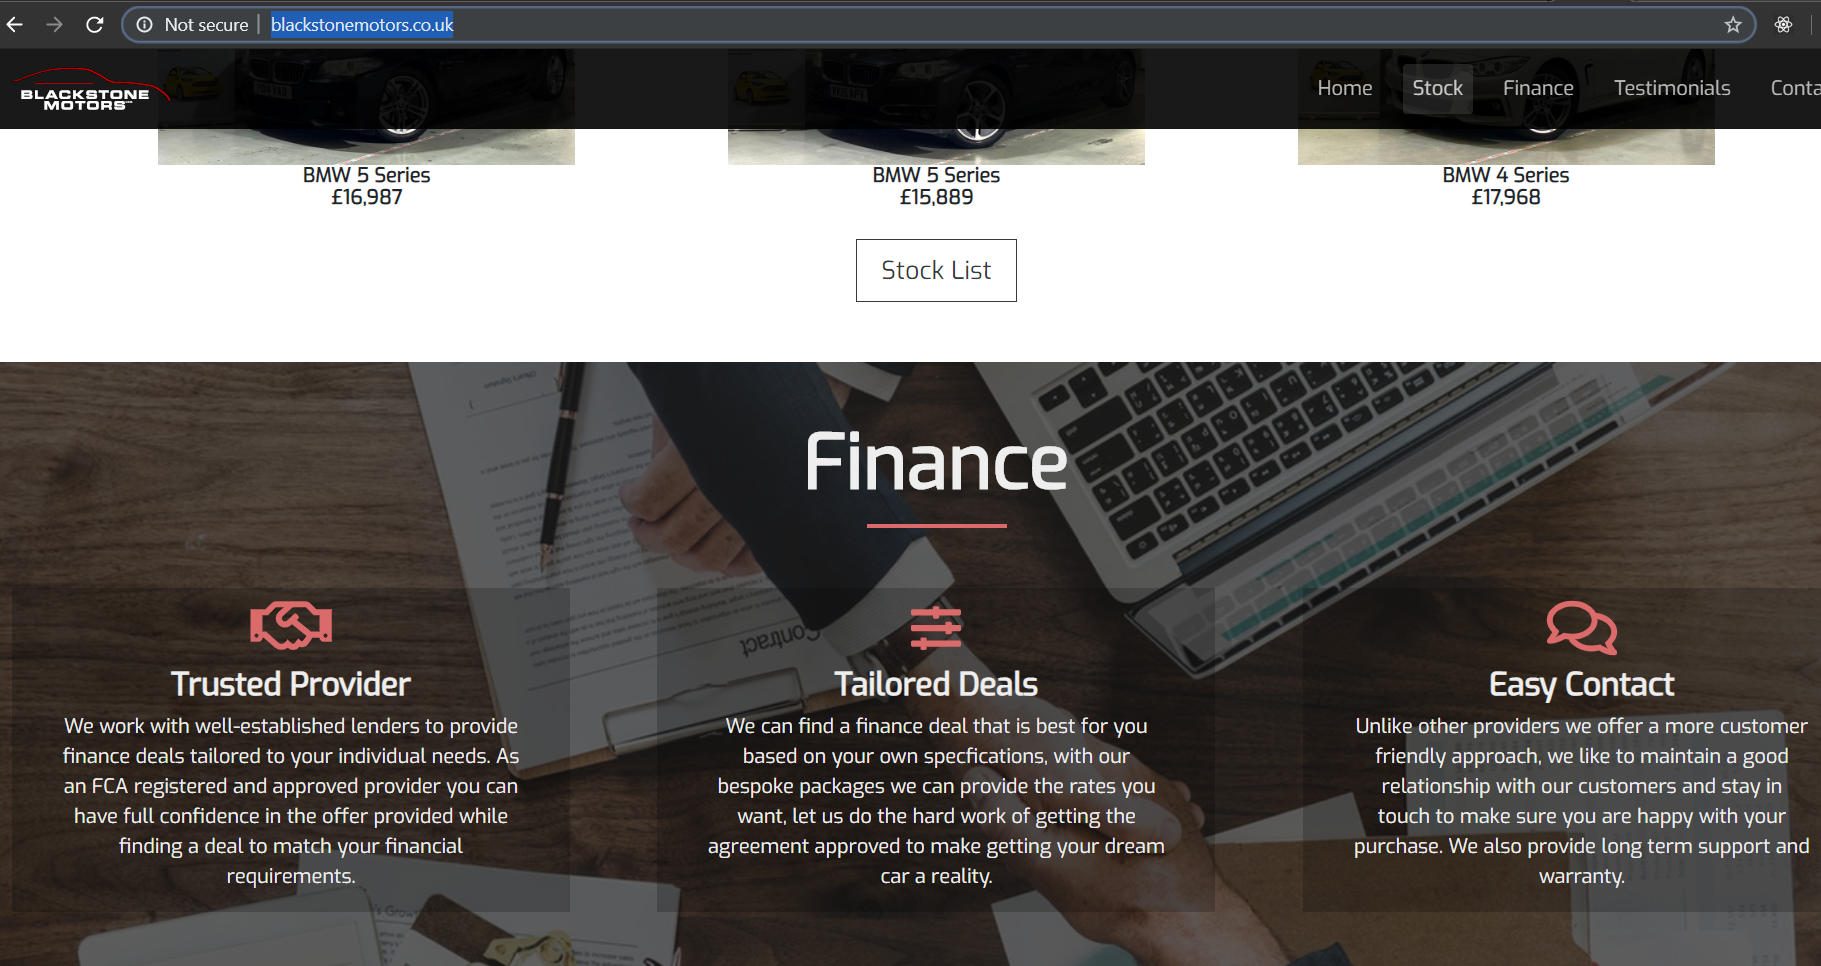 Not secure | blackstonemotors.co.uk
BLACKSTONE
MOTORS
Home Stock Finance Testimonials Conta
BMW 5 Series
£16,987
BMW 5 Series
£15,889
BMW 4 Series
£17,968
Stock List
Finance
Contract
Trusted Provider
We work with well-established lenders to provide
finance deals tailored to your individual needs. As
an FCA registered and approved provider you can
have full confidence in the offer provided while
finding a deal to match your financial
requirements.
Tailored Deals
We can find a finance deal that is best for you
based on your own specfications, with our
bespoke packages we can provide the rates you
want, let us do the hard work of getting the
agreement approved to make getting your dream
car a reality.
Easy Contact
Unlike other providers we offer a more customer
friendly approach, we like to maintain a good
relationship with our customers and stay in
touch to make sure you are happy with your
purchase. We also provide long term support and
warranty.